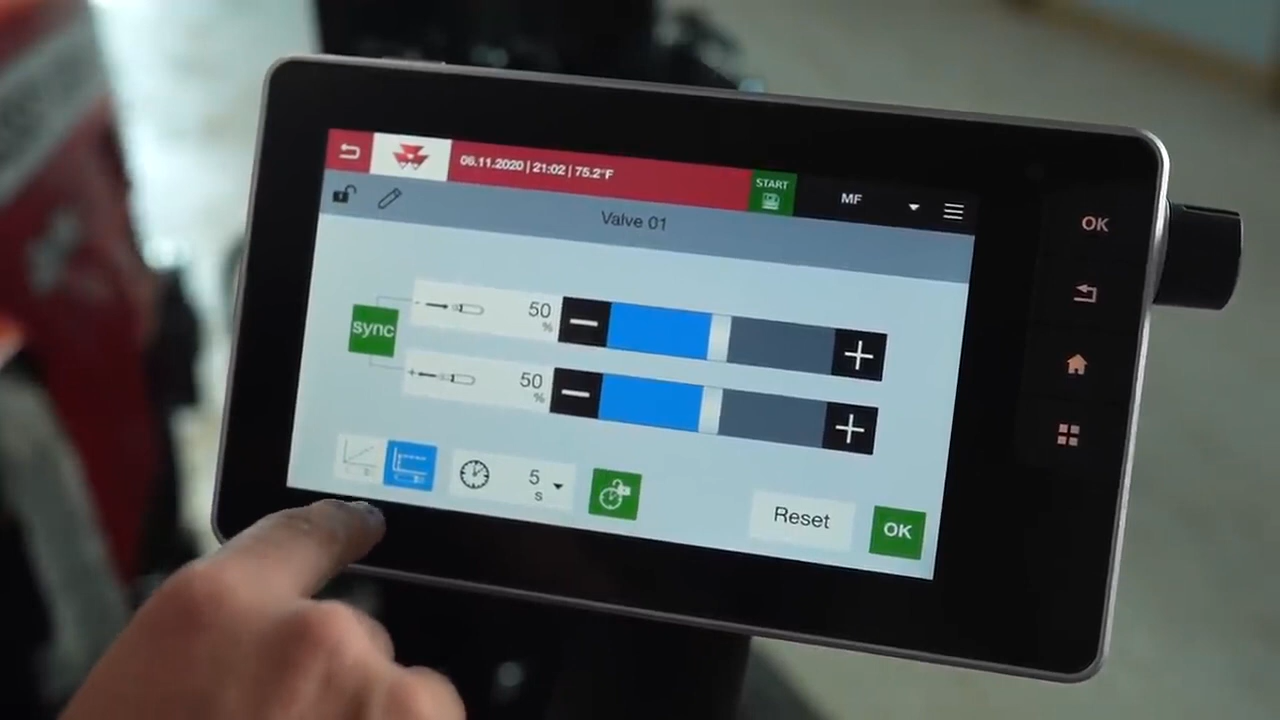 06.11.2020 | 21:02 | 75.2°F
START
MF
OK
Valve 01
sync
- 50
%
+ 50
%
5
s
Reset
OK